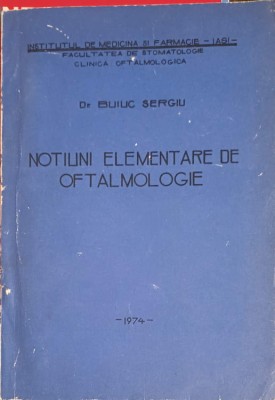 INSTITUTUL DE MEDICINA SI FARMACIE - IASI -
FACULTATEA DE STOMATOLOGIE
CLINICA OFTALMOLOGICA
Dr BUIUC SERGIU
NOTIUNI ELEMENTARE DE
OFTALMOLOGIE
- 1974 -